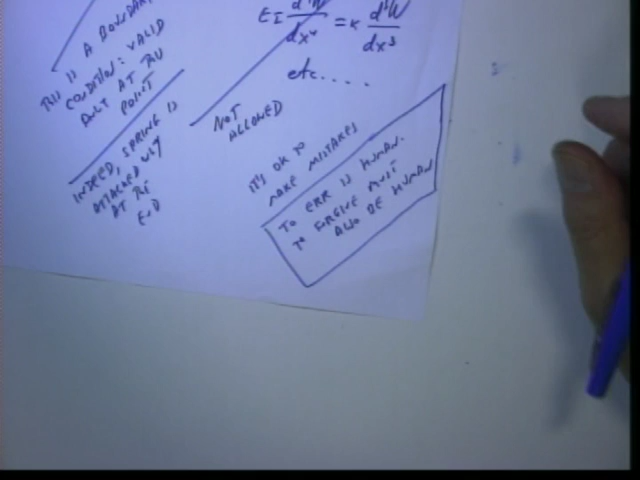 THIS IS A BOUNDARY
CONDITION: VALID
ONLY AT THE
POINT
INDEED, SPRING IS
ATTACHED ONLY
AT THE
END
EI d⁴W/dx⁴ = K d³W/dx³
etc....
NOT
ALLOWED
IT'S OK TO
MAKE MISTAKES
TO ERR IS HUMAN.
TO FORGIVE MUST
ALSO BE HUMAN